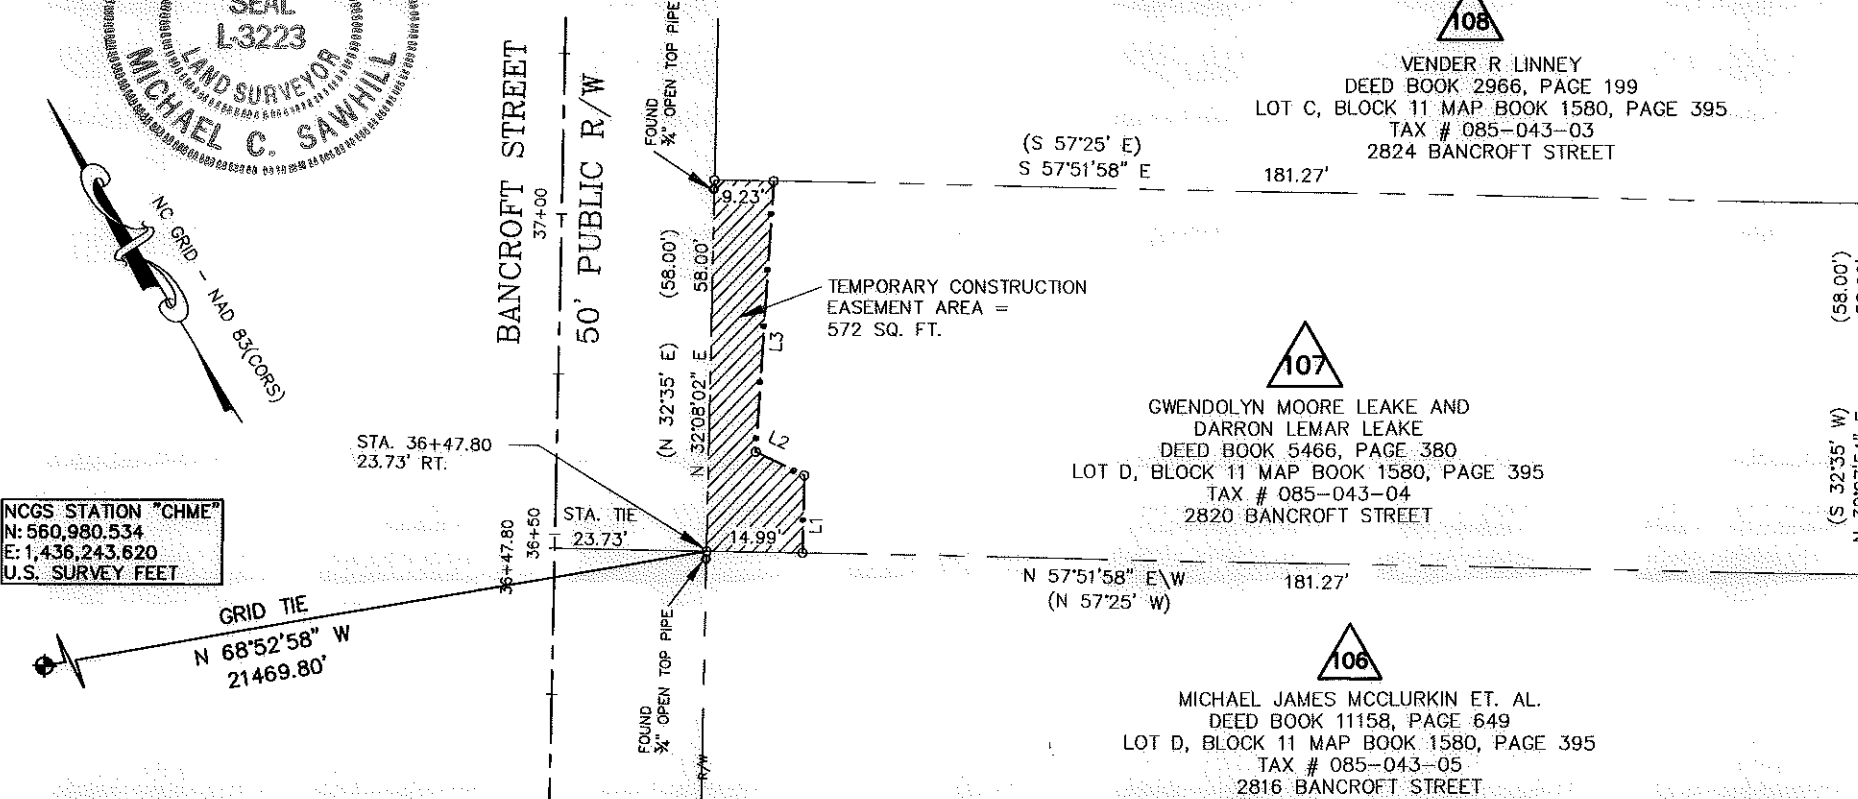 SEAL
L-3223
LAND SURVEYOR
MICHAEL C. SAWHILL
NC GRID - NAD 83(CORS)
BANCROFT STREET
50' PUBLIC R/W
37+00
FOUND
¾" OPEN TOP PIPE
108
VENDER R LINNEY
DEED BOOK 2966, PAGE 199
LOT C, BLOCK 11 MAP BOOK 1580, PAGE 395
TAX # 085-043-03
2824 BANCROFT STREET
(S 57°25' E)
S 57°51'58" E
181.27'
9.23'
(58.00')
58.00'
(N 32°35' E)
N 32°08'02" E
TEMPORARY CONSTRUCTION
EASEMENT AREA =
572 SQ. FT.
L3
L2
L1
107
GWENDOLYN MOORE LEAKE AND
DARRON LEMAR LEAKE
DEED BOOK 5466, PAGE 380
LOT D, BLOCK 11 MAP BOOK 1580, PAGE 395
TAX # 085-043-04
2820 BANCROFT STREET
(58.00')
(S 32°35' W)
STA. 36+47.80
23.73' RT.
NCGS STATION "CHME"
N: 560,980.534
E: 1,436,243.620
U.S. SURVEY FEET
36+47.80
36+50
STA. TIE
23.73'
14.99'
N 57°51'58" E\W
(N 57°25' W)
181.27'
GRID TIE
N 68°52'58" W
21469.80'
FOUND
¾" OPEN TOP PIPE
R/W
106
MICHAEL JAMES MCCLURKIN ET. AL.
DEED BOOK 11158, PAGE 649
LOT D, BLOCK 11 MAP BOOK 1580, PAGE 395
TAX # 085-043-05
2816 BANCROFT STREET